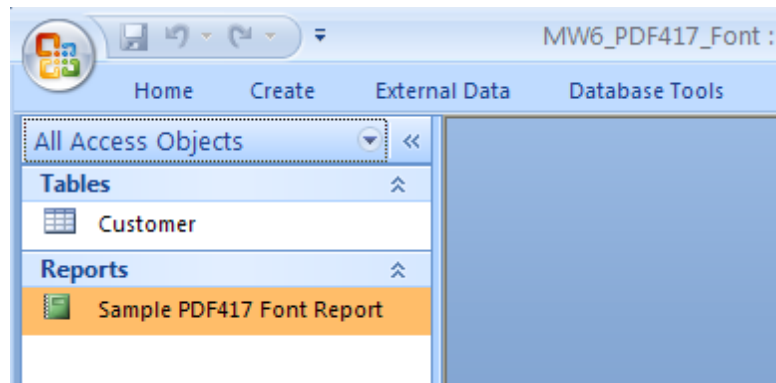 MW6_PDF417_Font :
Home Create External Data Database Tools
All Access Objects
Tables
Customer
Reports
Sample PDF417 Font Report